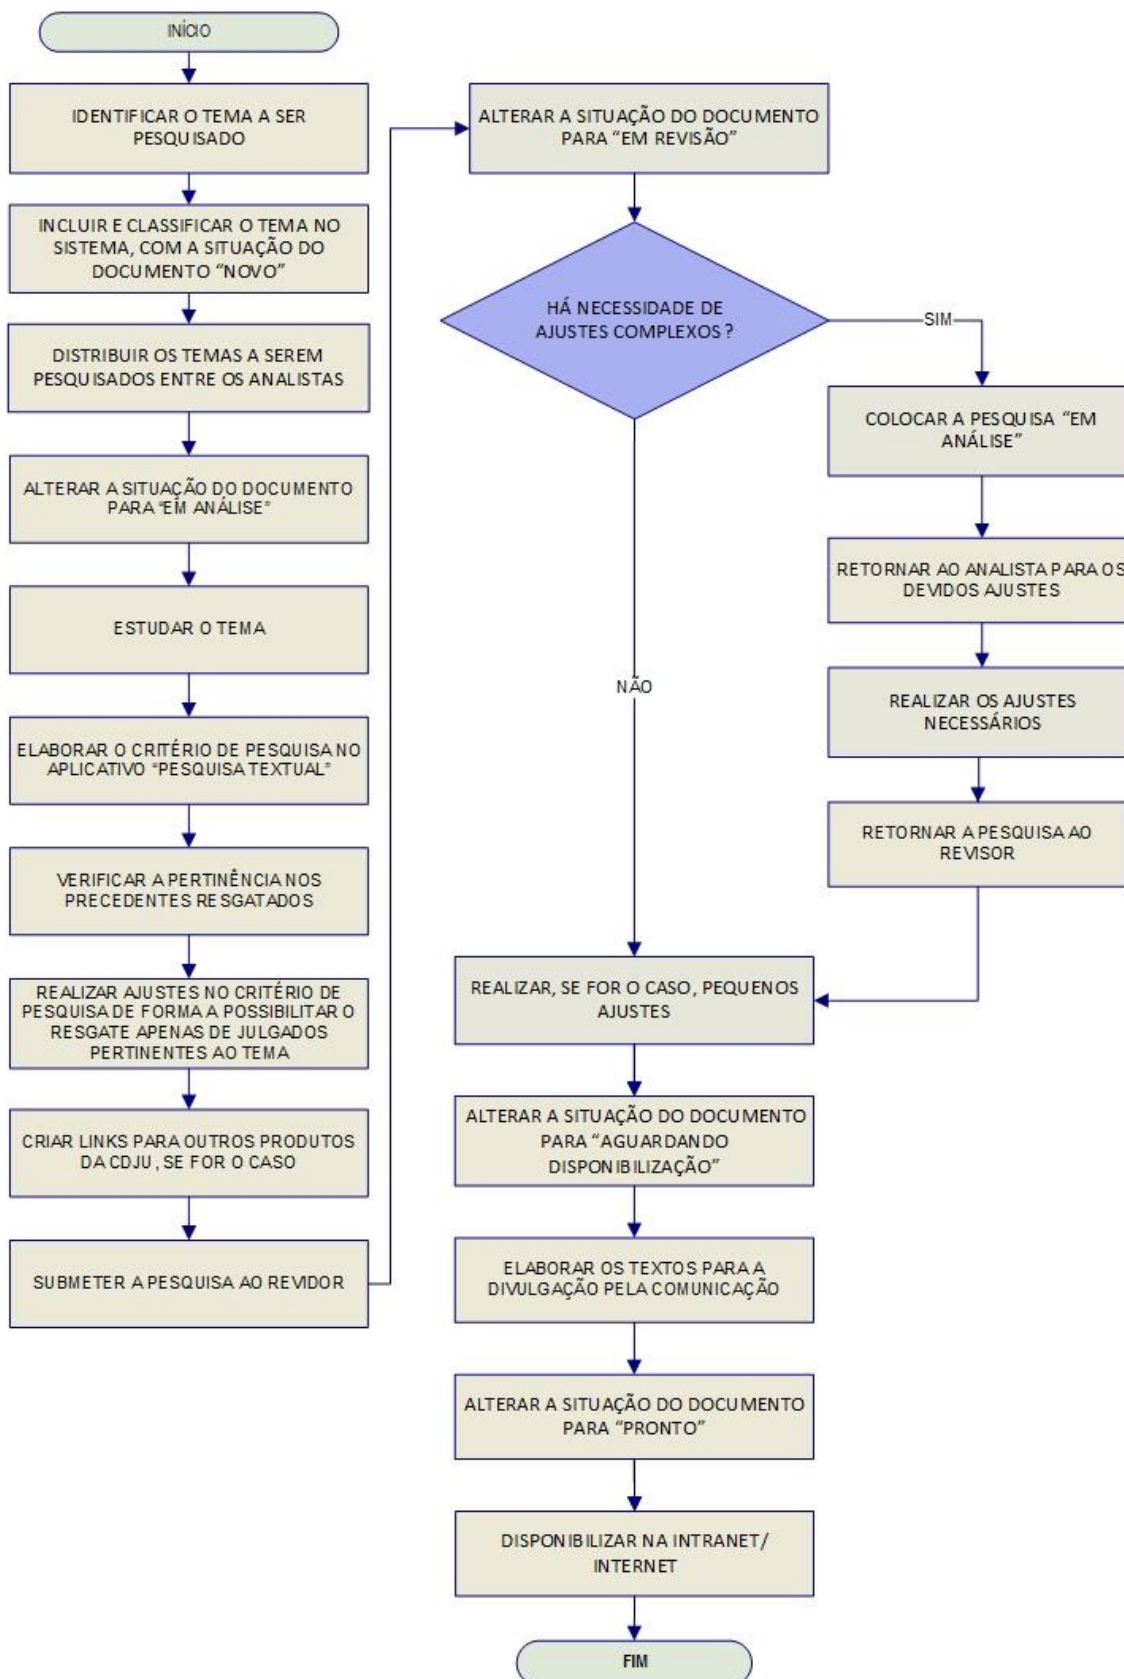 INÍCIO
IDENTIFICAR O TEMA A SER
PESQUISADO
INCLUIR E CLASSIFICAR O TEMA NO
SISTEMA, COM A SITUAÇÃO DO
DOCUMENTO “NOVO”
DISTRIBUIR OS TEMAS A SEREM
PESQUISADOS ENTRE OS ANALISTAS
ALTERAR A SITUAÇÃO DO DOCUMENTO
PARA “EM ANÁLISE”
ESTUDAR O TEMA
ELABORAR O CRITÉRIO DE PESQUISA NO
APLICATIVO “PESQUISA TEXTUAL”
VERIFICAR A PERTINÊNCIA NOS
PRECEDENTES RESGATADOS
REALIZAR AJUSTES NO CRITÉRIO DE
PESQUISA DE FORMA A POSSIBILITAR O
RESGATE APENAS DE JULGADOS
PERTINENTES AO TEMA
CRIAR LINKS PARA OUTROS PRODUTOS
DA CDJU, SE FOR O CASO
SUBMETER A PESQUISA AO REVIDOR
ALTERAR A SITUAÇÃO DO DOCUMENTO
PARA “EM REVISÃO”
HÁ NECESSIDADE DE
AJUSTES COMPLEXOS ?
SIM
COLOCAR A PESQUISA “EM
ANÁLISE”
RETORNAR AO ANALISTA PARA OS
DEVIDOS AJUSTES
REALIZAR OS AJUSTES
NECESSÁRIOS
RETORNAR A PESQUISA AO
REVISOR
NÃO
REALIZAR, SE FOR O CASO, PEQUENOS
AJUSTES
ALTERAR A SITUAÇÃO DO DOCUMENTO
PARA “AGUARDANDO
DISPONIBILIZAÇÃO”
ELABORAR OS TEXTOS PARA A
DIVULGAÇÃO PELA COMUNICAÇÃO
ALTERAR A SITUAÇÃO DO DOCUMENTO
PARA “PRONTO”
DISPONIBILIZAR NA INTRANET/
INTERNET
FIM